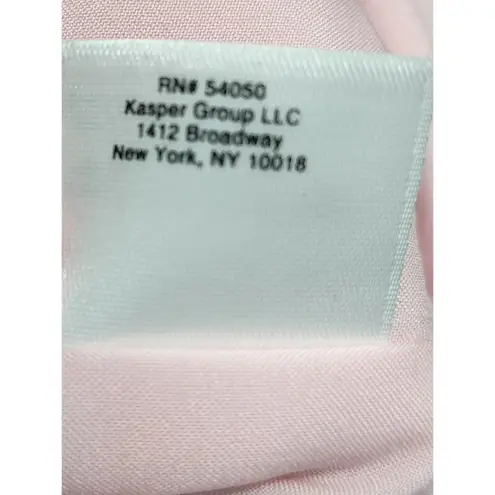 RN# 54050
Kasper Group LLC
1412 Broadway
New York, NY 10018